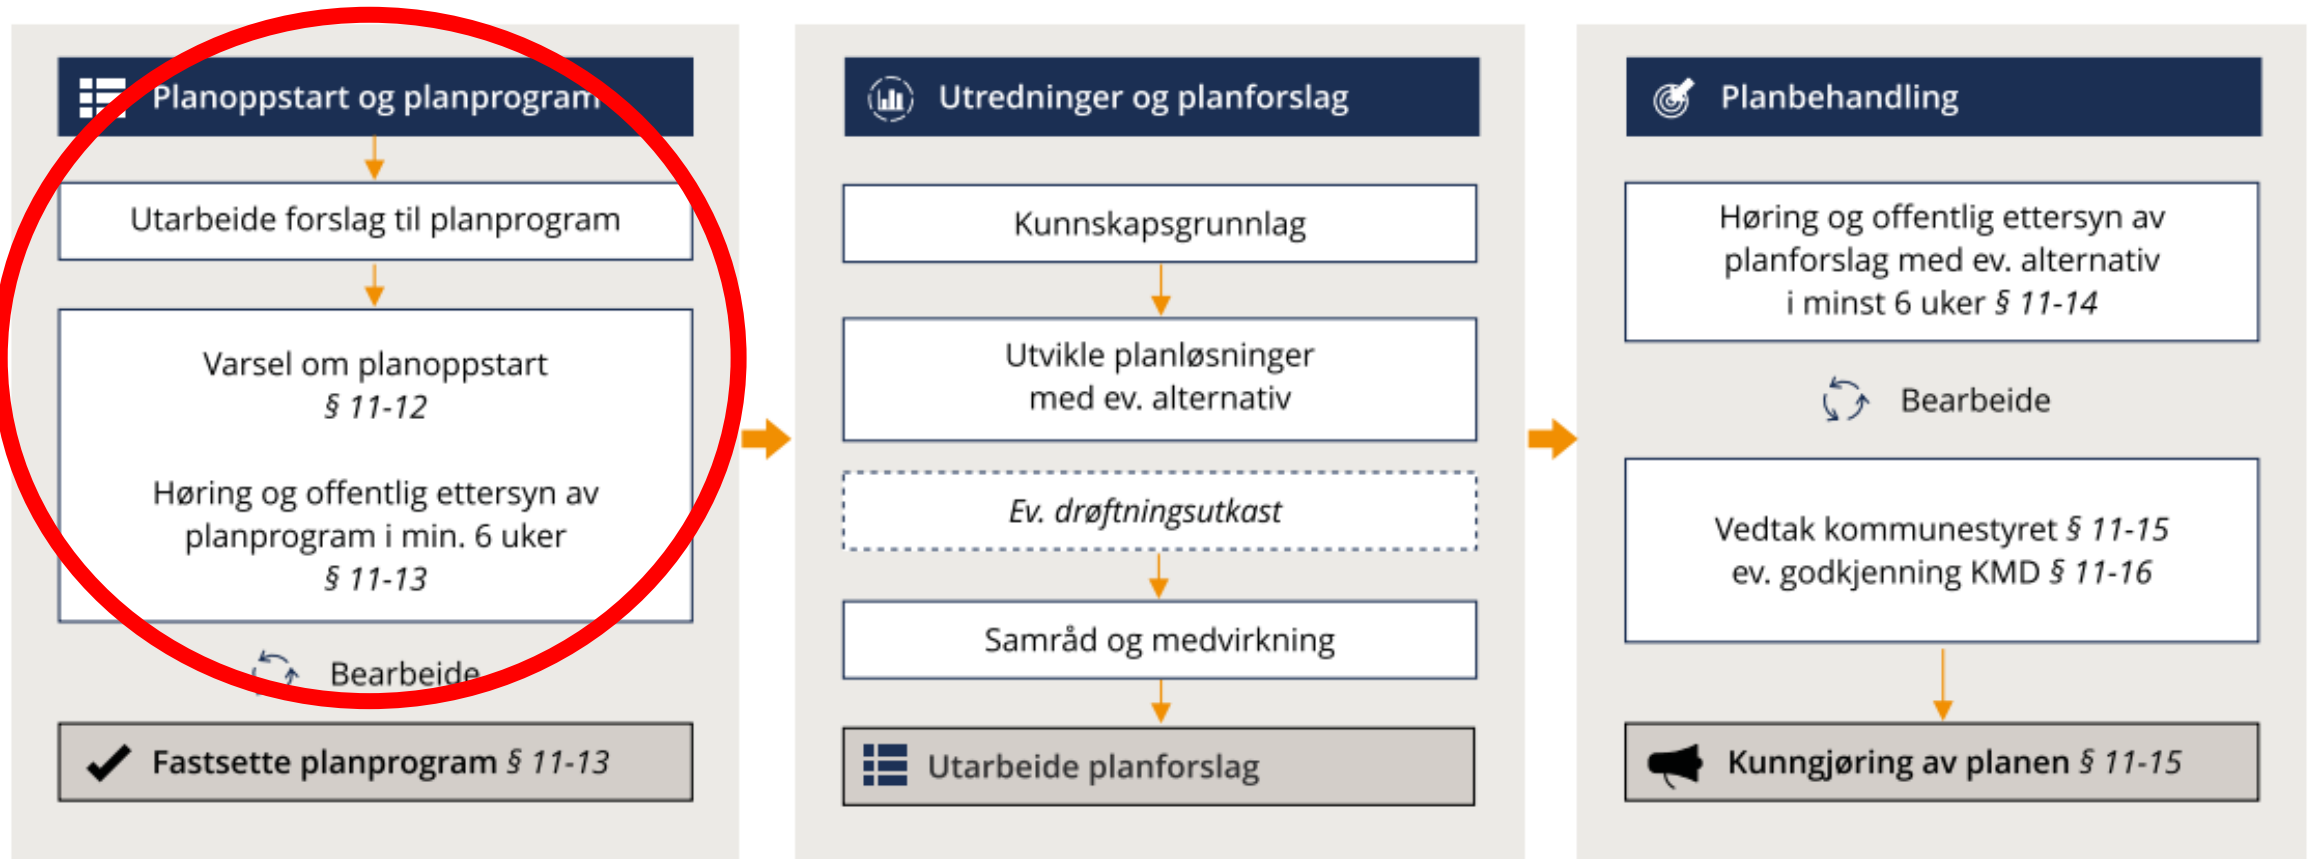 Planoppstart og planprogram
Utarbeide forslag til planprogram
Varsel om planoppstart
§ 11-12
Høring og offentlig ettersyn av
planprogram i min. 6 uker
§ 11-13
Bearbeide
Fastsette planprogram § 11-13
Utredninger og planforslag
Kunnskapsgrunnlag
Utvikle planløsninger
med ev. alternativ
Ev. drøftningsutkast
Samråd og medvirkning
Utarbeide planforslag
Planbehandling
Høring og offentlig ettersyn av
planforslag med ev. alternativ
i minst 6 uker § 11-14
Bearbeide
Vedtak kommunestyret § 11-15
ev. godkjenning KMD § 11-16
Kunngjøring av planen § 11-15